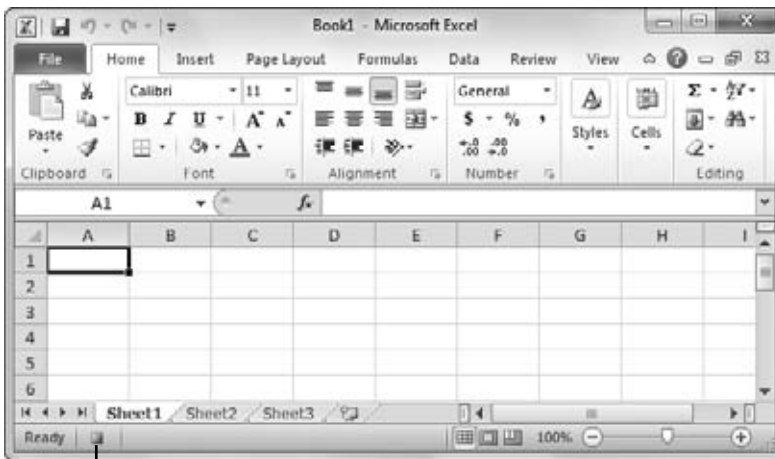 Book1 - Microsoft Excel
File Home Insert Page Layout Formulas Data Review View
Calibri 11 General
B I U A A $ % ,
Paste A Styles Cells
Clipboard Font Alignment Number Editing
A1 fx
A B C D E F G H I
1
2
3
4
5
6
Sheet1 Sheet2 Sheet3
Ready 100%